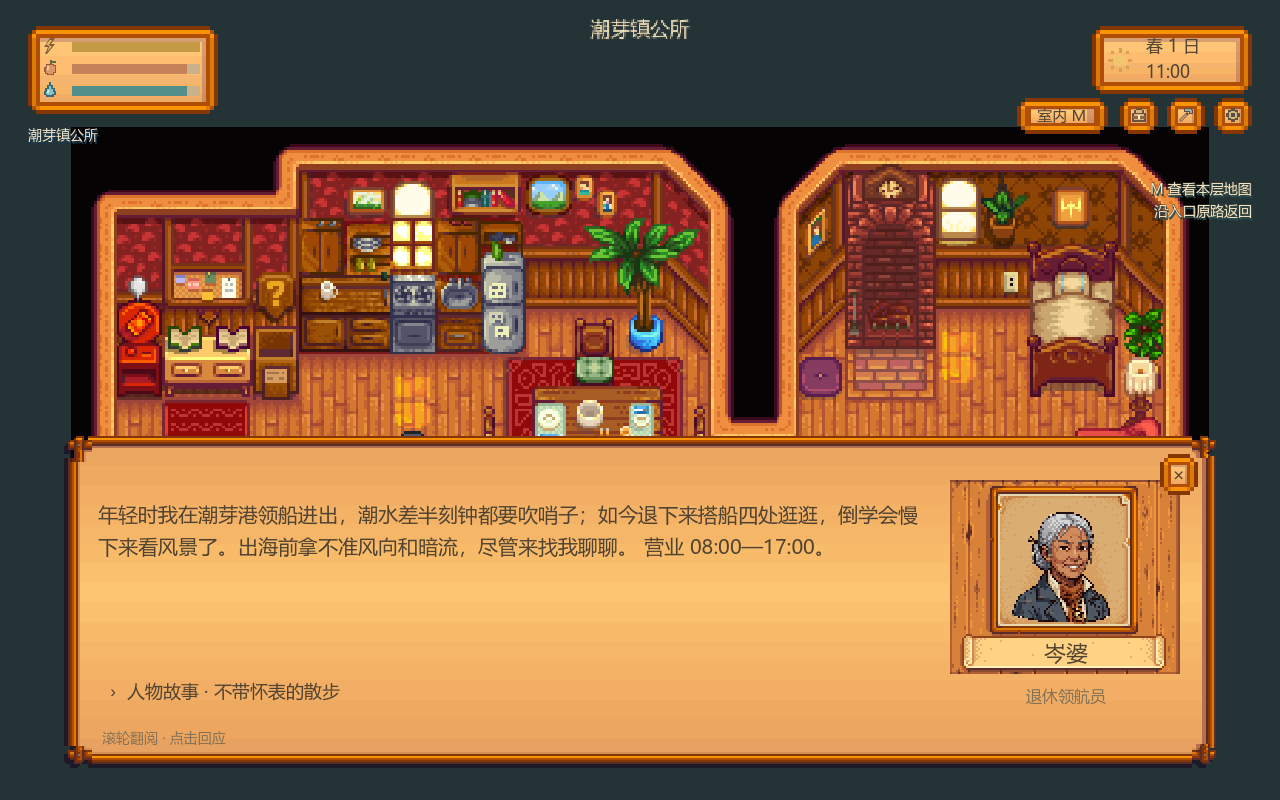 潮芽镇公所
春 1 日
11:00
室内 M
潮芽镇公所
M 查看本层地图
沿入口原路返回
?
年轻时我在潮芽港领船进出，潮水差半刻钟都要吹哨子；如今退下来搭船四处逛逛，倒学会慢
下来看风景了。出海前拿不准风向和暗流，尽管来找我聊聊。 营业 08:00—17:00。
岑婆
退休领航员
› 人物故事 · 不带怀表的散步
滚轮翻阅 · 点击回应